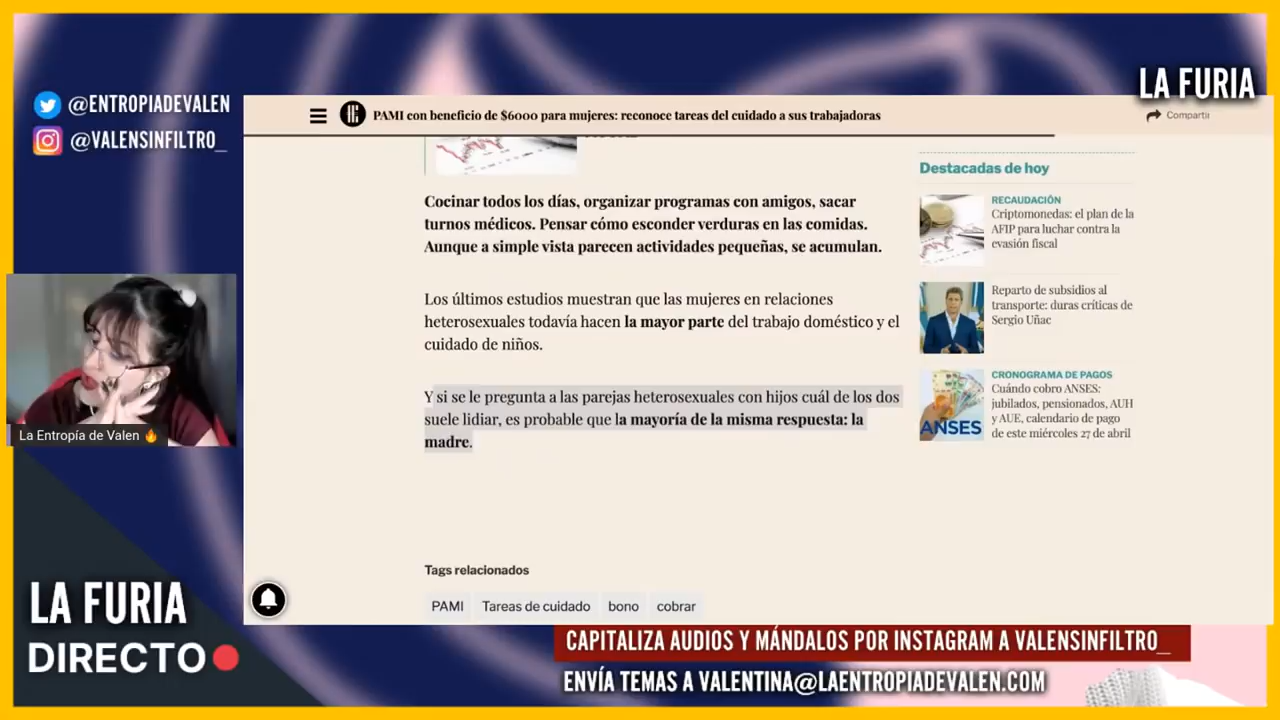 @ENTROPIADEVALEN
@VALENSINFILTRO_
LA FURIA
PAMI con beneficio de $6000 para mujeres: reconoce tareas del cuidado a sus trabajadoras
Compartir
Cocinar todos los días, organizar programas con amigos, sacar
turnos médicos. Pensar cómo esconder verduras en las comidas.
Aunque a simple vista parecen actividades pequeñas, se acumulan.
Los últimos estudios muestran que las mujeres en relaciones
heterosexuales todavía hacen la mayor parte del trabajo doméstico y el
cuidado de niños.
Y si se le pregunta a las parejas heterosexuales con hijos cuál de los dos
suele lidiar, es probable que la mayoría de la misma respuesta: la
madre.
Destacadas de hoy
RECAUDACIÓN
Criptomonedas: el plan de la
AFIP para luchar contra la
evasión fiscal
Reparto de subsidios al
transporte: duras críticas de
Sergio Uñac
CRONOGRAMA DE PAGOS
Cuándo cobro ANSES:
jubilados, pensionados, AUH
y AUE, calendario de pago
de este miércoles 27 de abril
ANSES
Tags relacionados
PAMI
Tareas de cuidado
bono
cobrar
La Entropía de Valen 🔥
LA FURIA
DIRECTO
CAPITALIZA AUDIOS Y MÁNDALOS POR INSTAGRAM A VALENSINFILTRO_
ENVÍA TEMAS A VALENTINA@LAENTROPIADEVALEN.COM